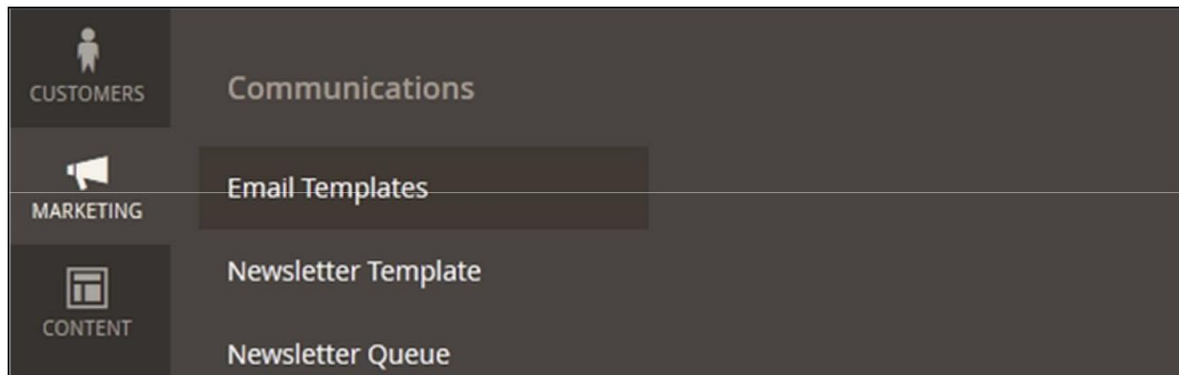 CUSTOMERS
MARKETING
CONTENT
Communications
Email Templates
Newsletter Template
Newsletter Queue